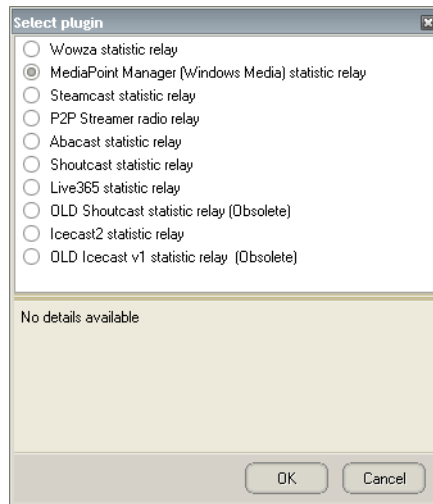 Select plugin
Wowza statistic relay
MediaPoint Manager (Windows Media) statistic relay
Steamcast statistic relay
P2P Streamer radio relay
Abacast statistic relay
Shoutcast statistic relay
Live365 statistic relay
OLD Shoutcast statistic relay (Obsolete)
Icecast2 statistic relay
OLD Icecast v1 statistic relay (Obsolete)
No details available
OK Cancel